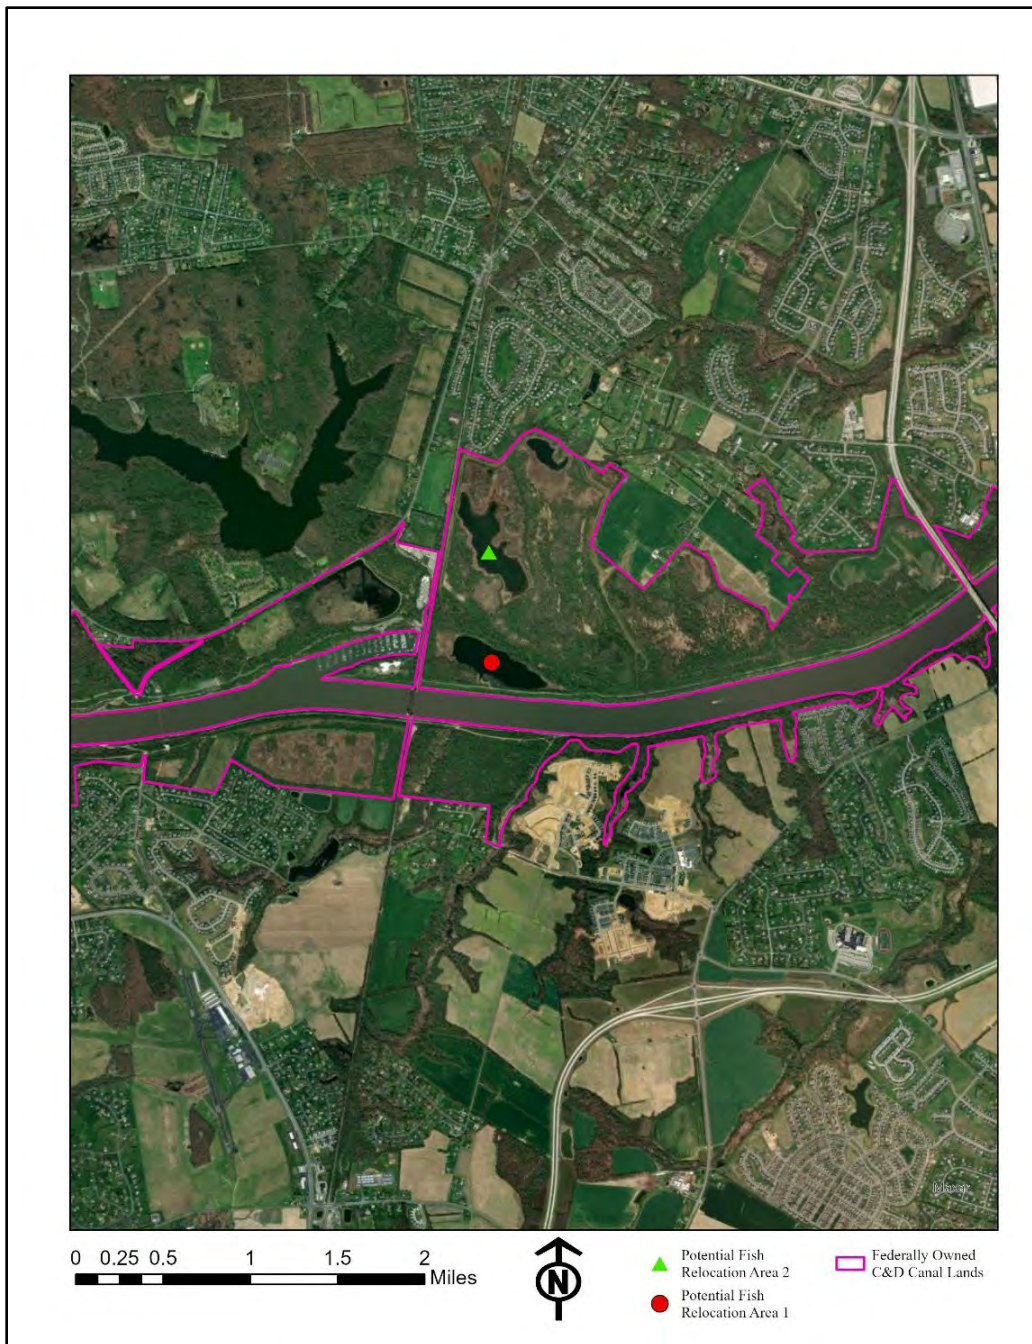 0 0.25 0.5 1 1.5 2
Miles
N
Potential Fish
Relocation Area 2
Potential Fish
Relocation Area 1
Federally Owned
C&D Canal Lands
Maxar